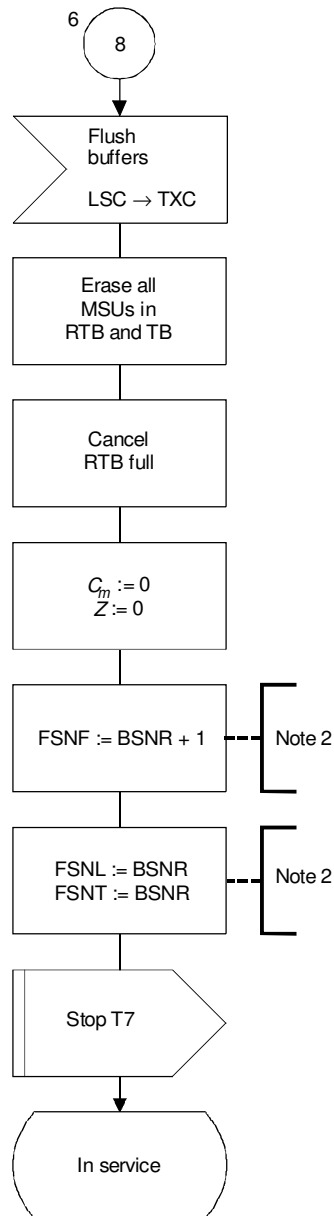 6
8
Flush
buffers
LSC → TXC
Erase all
MSUs in
RTB and TB
Cancel
RTB full
Cm := 0
Z := 0
FSNF := BSNR + 1
Note 2
FSNL := BSNR
FSNT := BSNR
Note 2
Stop T7
In service